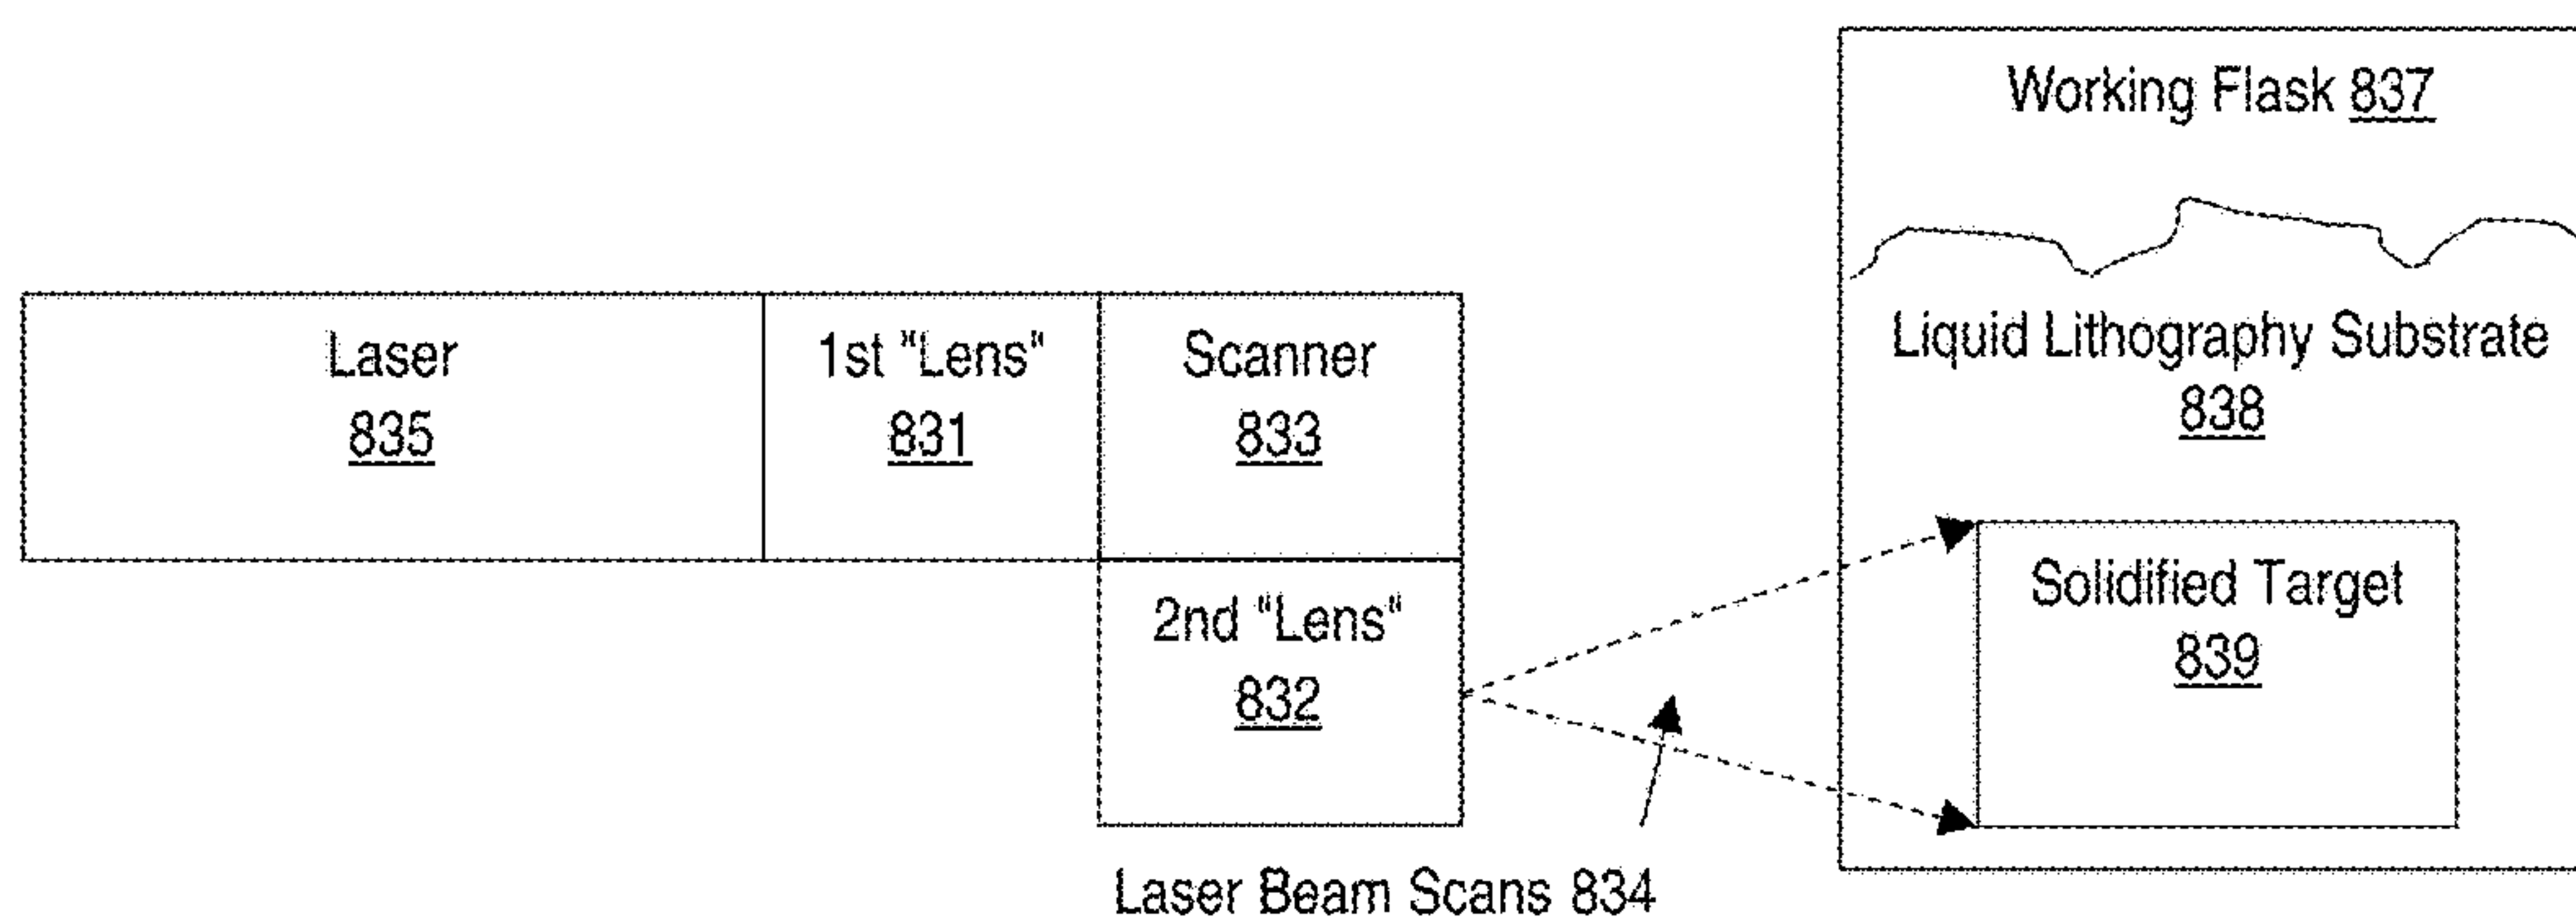 Working Flask 837
Liquid Lithography Substrate
838
Laser
835
1st "Lens"
831
Scanner
833
2nd "Lens"
832
Solidified Target
839
Laser Beam Scans 834